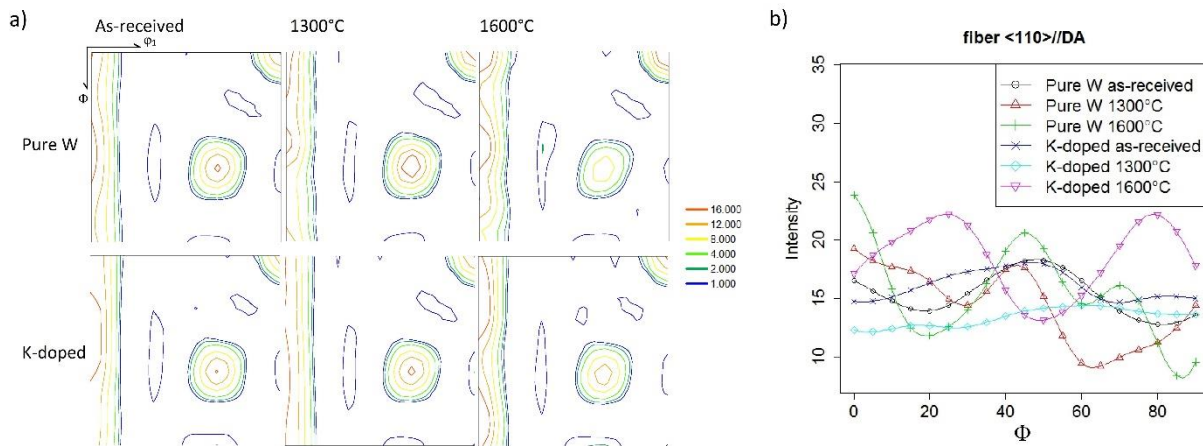 a)
As-received 1300°C 1600°C
φ1
Φ
Pure W
K-doped
16.000
12.000
8.000
4.000
2.000
1.000
b)
fiber <110>//DA
Pure W as-received
Pure W 1300°C
Pure W 1600°C
K-doped as-received
K-doped 1300°C
K-doped 1600°C
Intensity
35
30
25
20
15
10
0 20 40 60 80
Φ